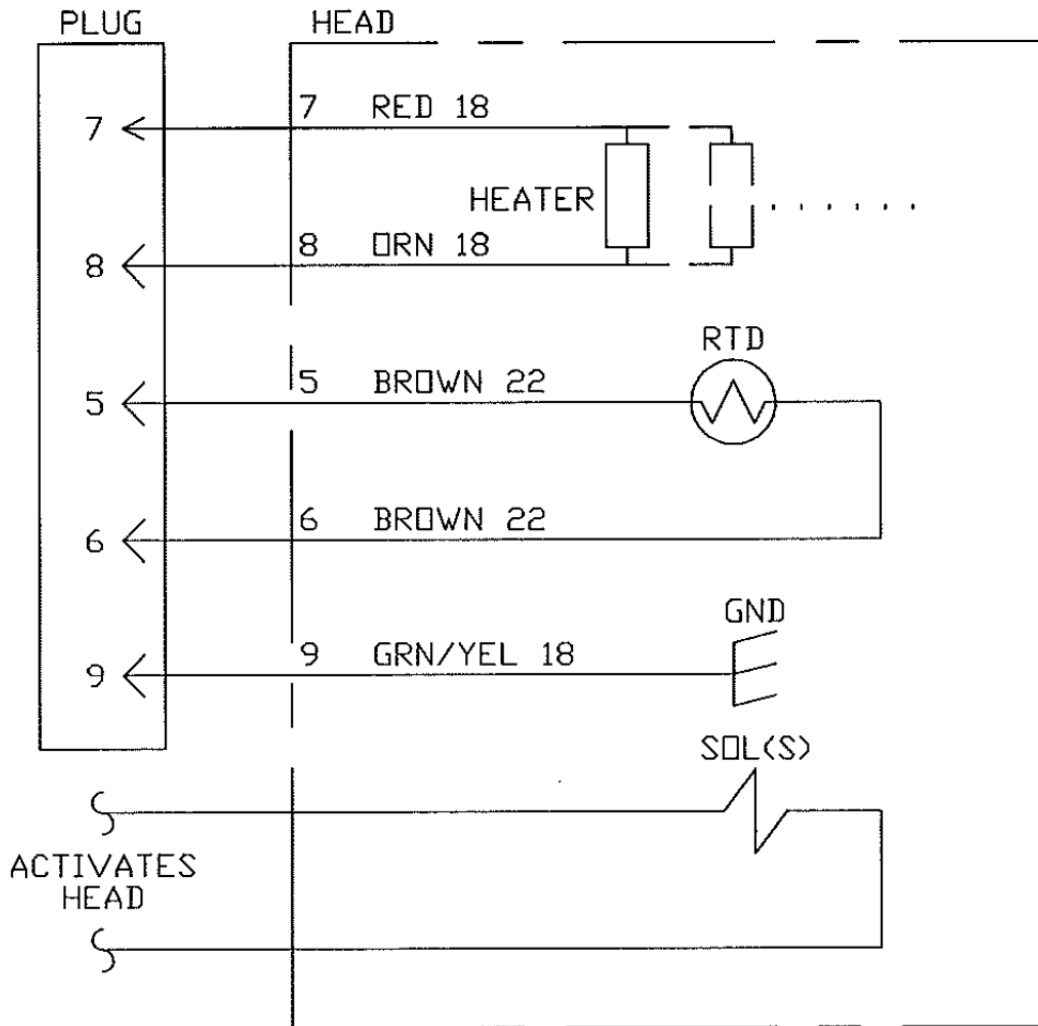 PLUG HEAD
7 7 RED 18
HEATER
8 8 ORN 18
RTD
5 5 BROWN 22
6 6 BROWN 22
GND
9 9 GRN/YEL 18
SOL(S)
ACTIVATES
HEAD